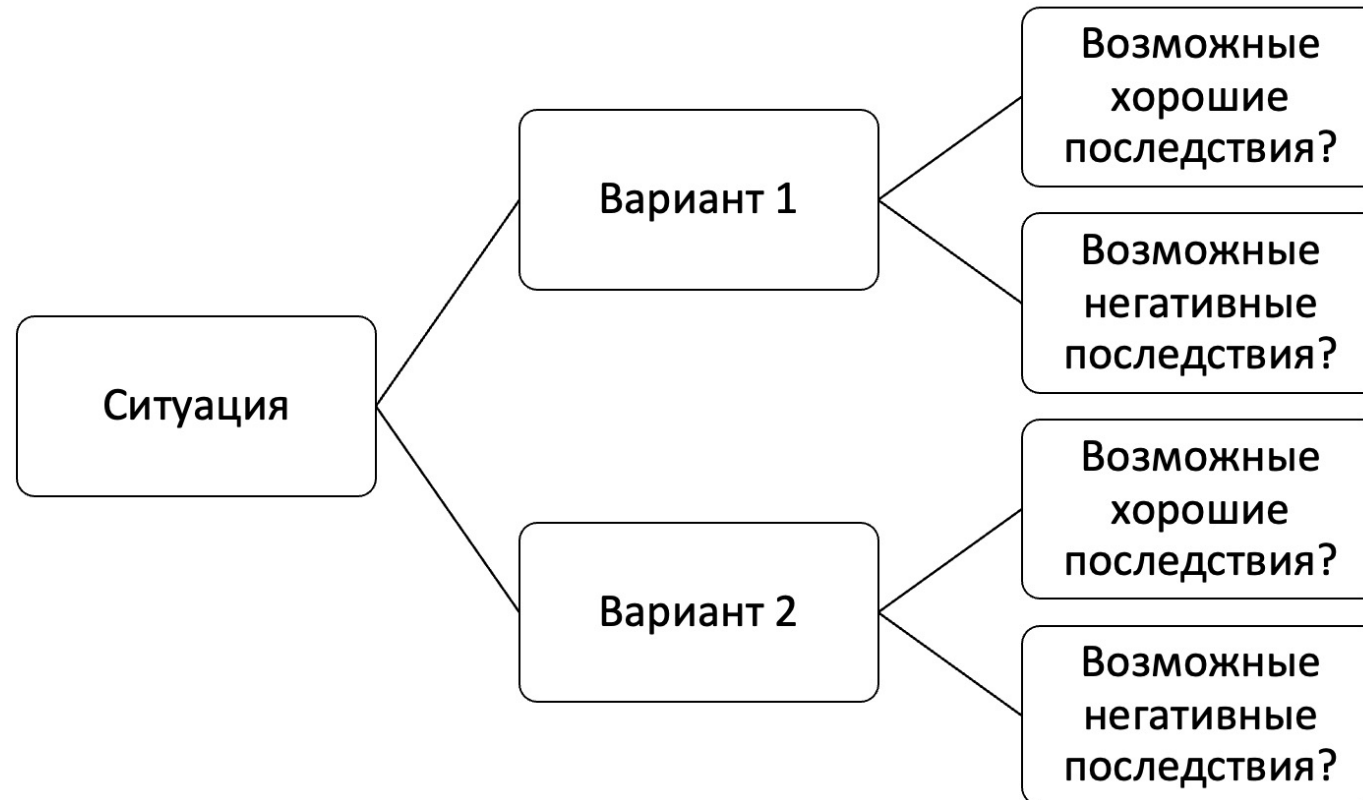 Ситуация
Вариант 1
Возможные
хорошие
последствия?
Возможные
негативные
последствия?
Вариант 2
Возможные
хорошие
последствия?
Возможные
негативные
последствия?